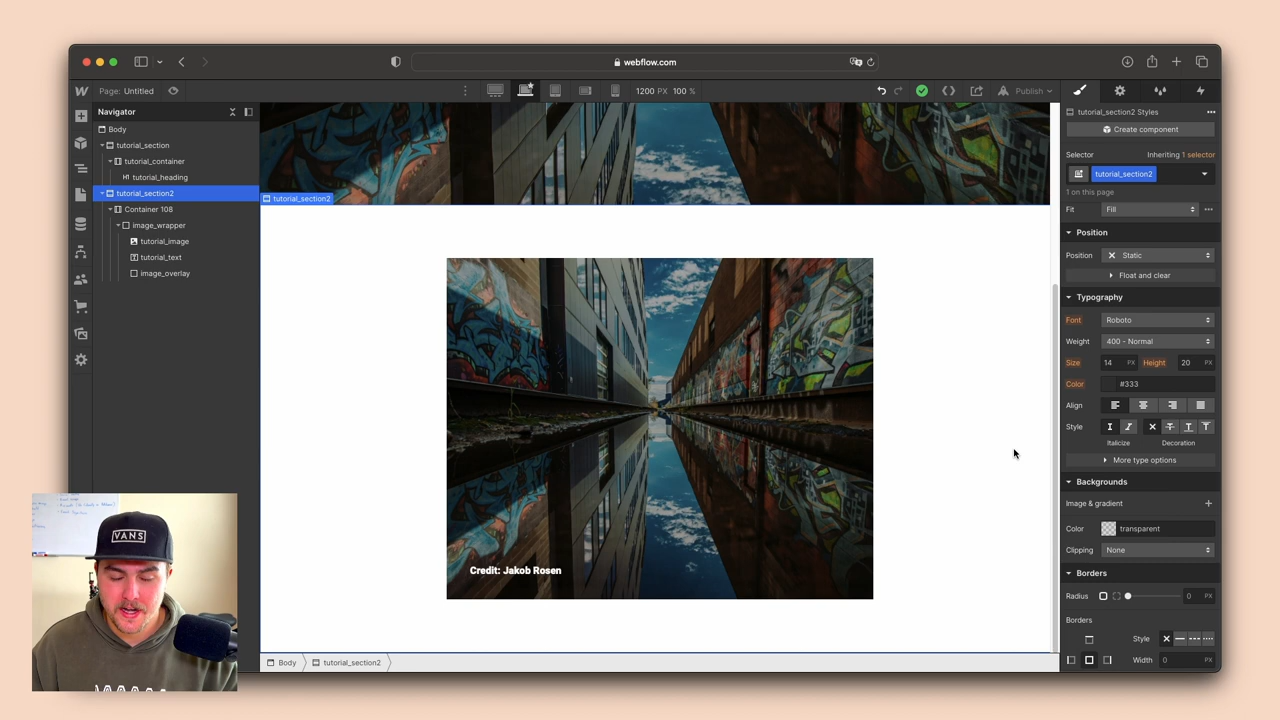 webflow.com
Page: Untitled
1200 PX 100 %
Publish
Navigator
Body
tutorial_section
tutorial_container
H1 tutorial_heading
tutorial_section2
Container 108
image_wrapper
tutorial_image
tutorial_text
image_overlay
tutorial_section2
Credit: Jakob Rosen
Body
tutorial_section2
tutorial_section2 Styles
Create component
Selector
Inheriting 1 selector
tutorial_section2
1 on this page
Fit
Fill
Position
Position
Static
Float and clear
Typography
Font
Roboto
Weight
400 - Normal
Size
14 PX
Height
20 PX
Color
#333
Align
Style
Italicize
Decoration
More type options
Backgrounds
Image & gradient
Color
transparent
Clipping
None
Borders
Radius
0 PX
Borders
Style
Width
0 PX
VANS